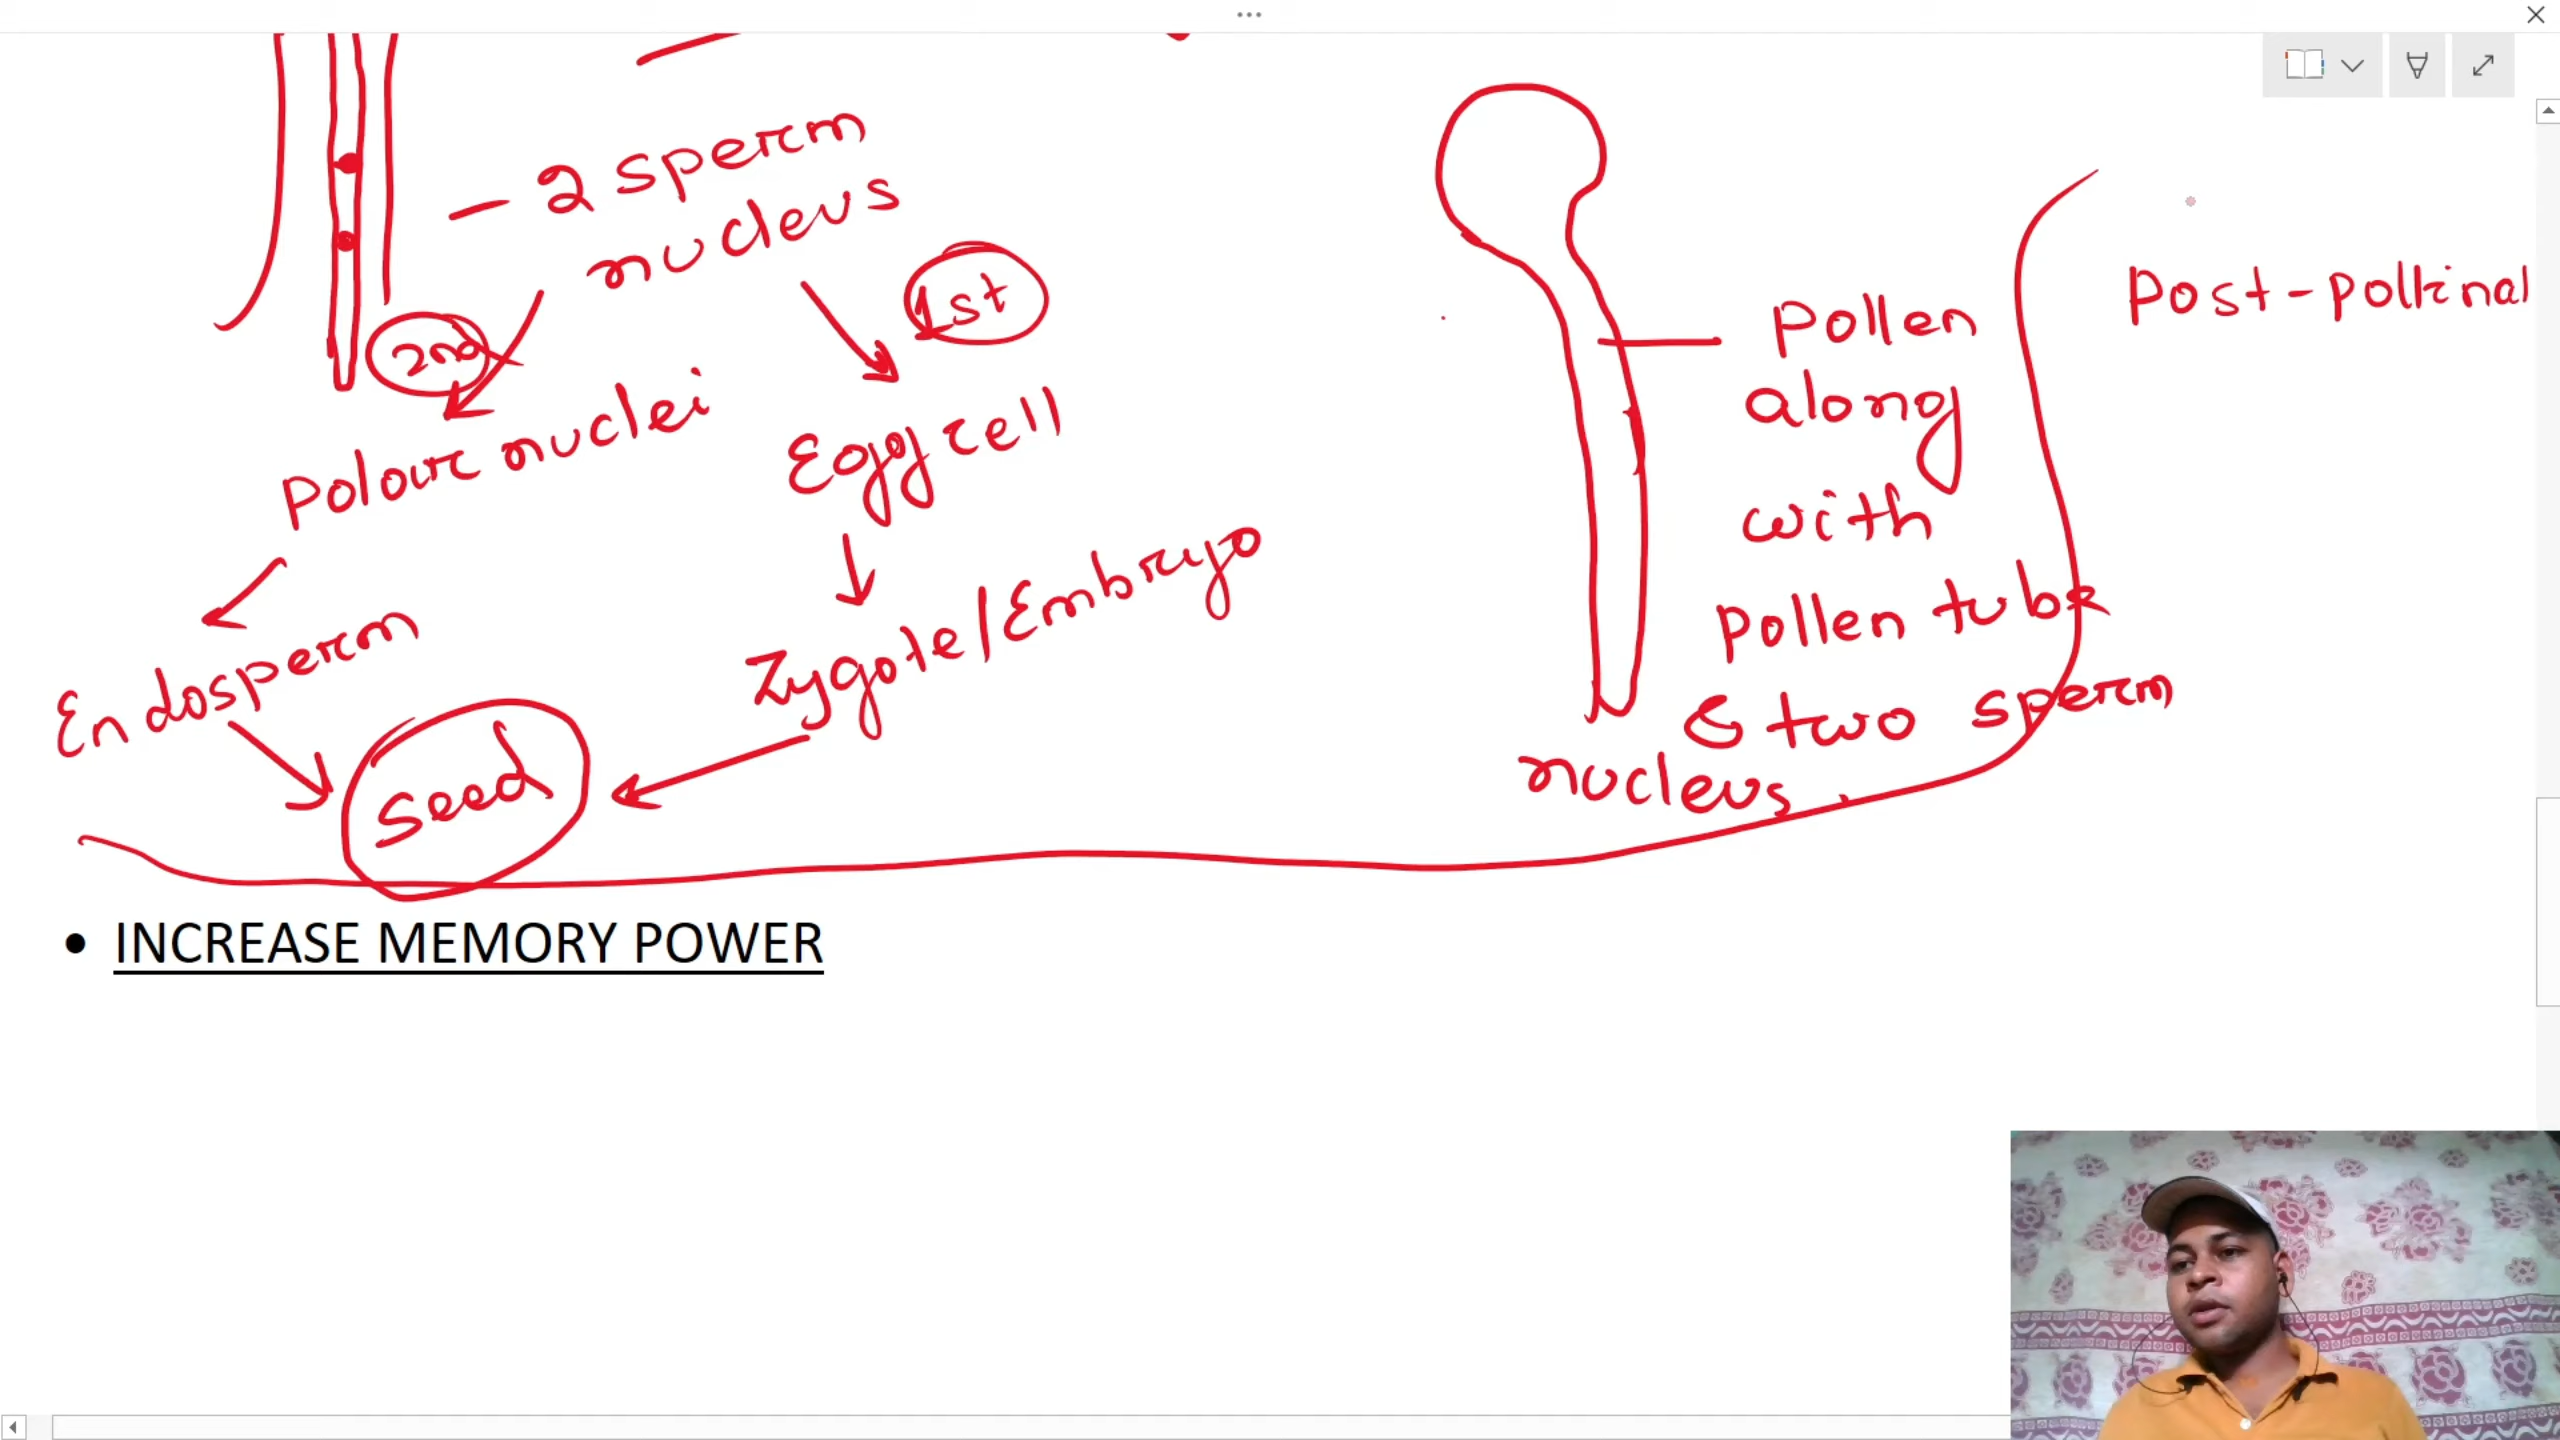 - 2 sperm
nucleus
1st
2nd
Polar nuclei
Egg cell
Endosperm
Zygote/Embryo
Seed
Pollen
along
with
Pollen tube
& two sperm
nucleus.
Post-pollinal
• INCREASE MEMORY POWER